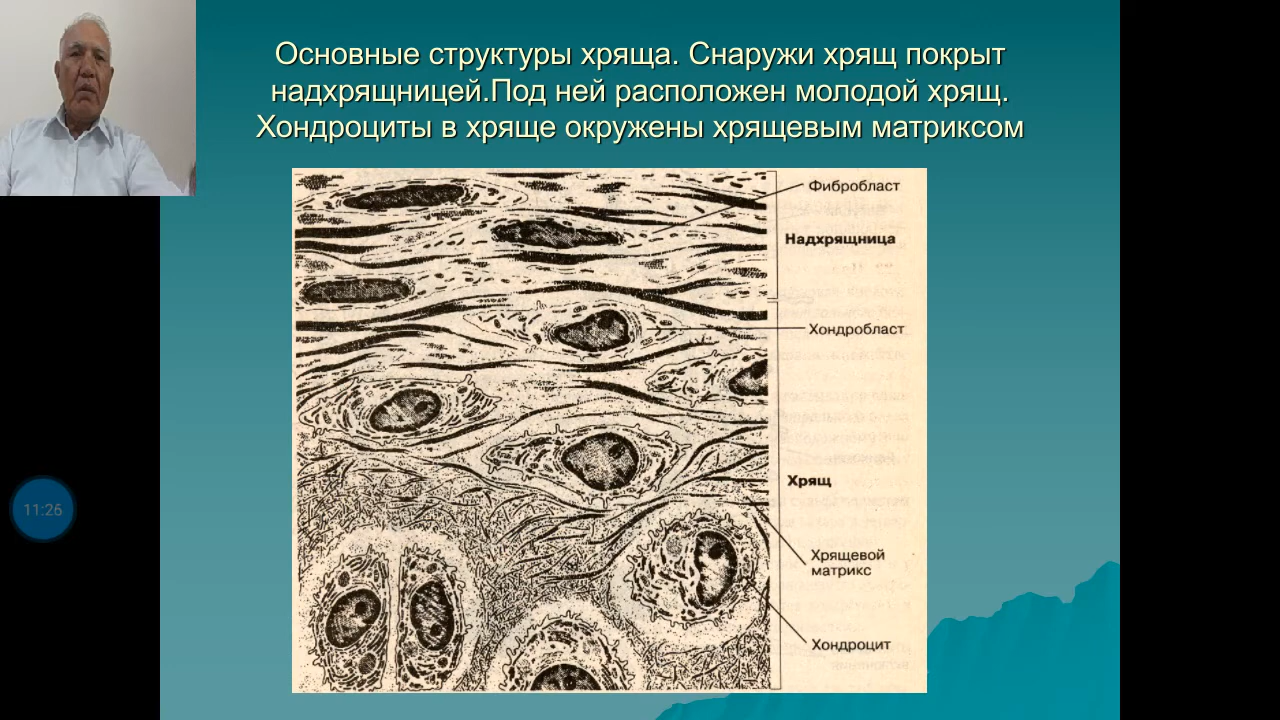 Основные структуры хряща. Снаружи хрящ покрыт
надхрящницей.Под ней расположен молодой хрящ.
Хондроциты в хряще окружены хрящевым матриксом
Фибробласт
Надхрящница
Хондробласт
Хрящ
Хрящевой
матрикс
Хондроцит
11:26